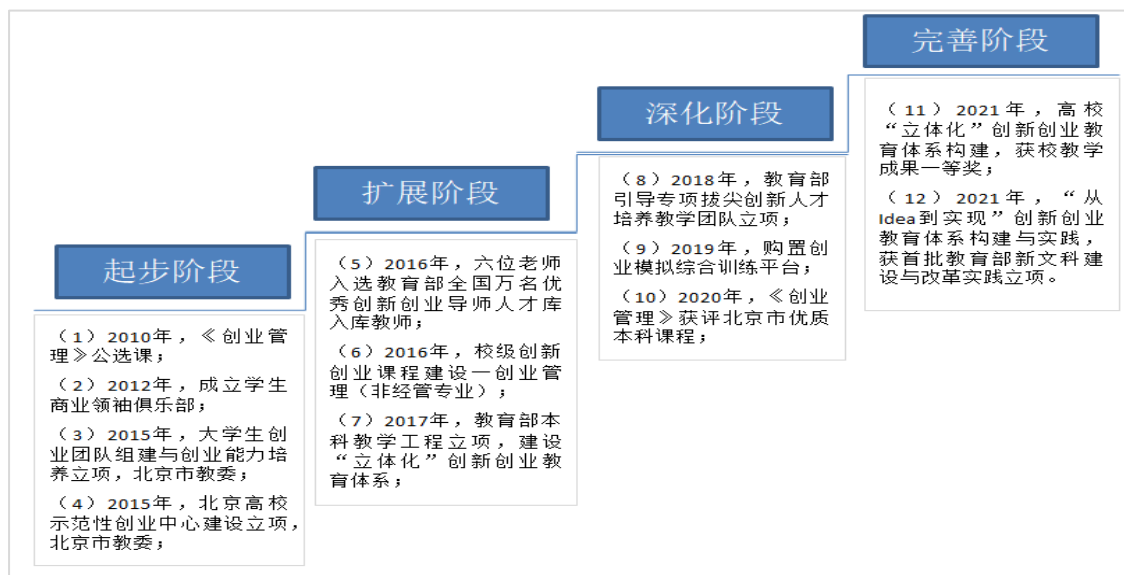 起步阶段
（1）2010年，《创业管
理》公选课；
（2）2012年，成立学生
商业领袖俱乐部；
（3）2015年，大学生创
业团队组建与创业能力培
养立项，北京市教委；
（4）2015年，北京高校
示范性创业中心建设立项，
北京市教委；
扩展阶段
（5）2016年，六位老师
入选教育部全国万名优
秀创新创业导师人才库
入库教师；
（6）2016年，校级创新
创业课程建设—创业管
理（非经管专业）；
（7）2017年，教育部本
科教学工程立项，建设
“立体化”创新创业教
育体系；
深化阶段
（8）2018年，教育部
引导专项拔尖创新人才
培养教学团队立项；
（9）2019年，购置创
业模拟综合训练平台；
（10）2020年，《创业
管理》获评北京市优质
本科课程；
完善阶段
（11）2021年，高校
“立体化”创新创业教
育体系构建，获校教学
成果一等奖；
（12）2021年，“从
Idea到实现”创新创业
教育体系构建与实践，
获首批教育部新文科建
设与改革实践立项。